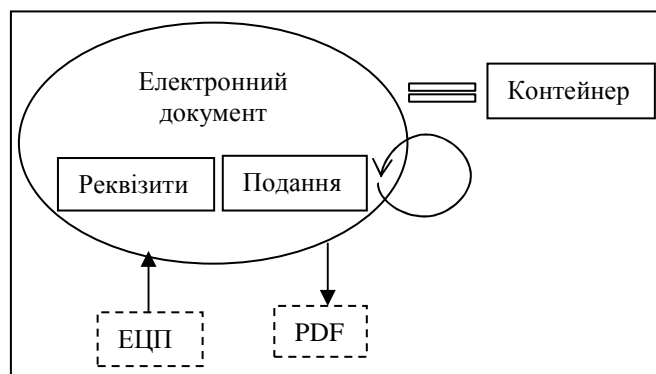 Електронний
документ
Контейнер
Реквізити
Подання
ЕЦП
PDF